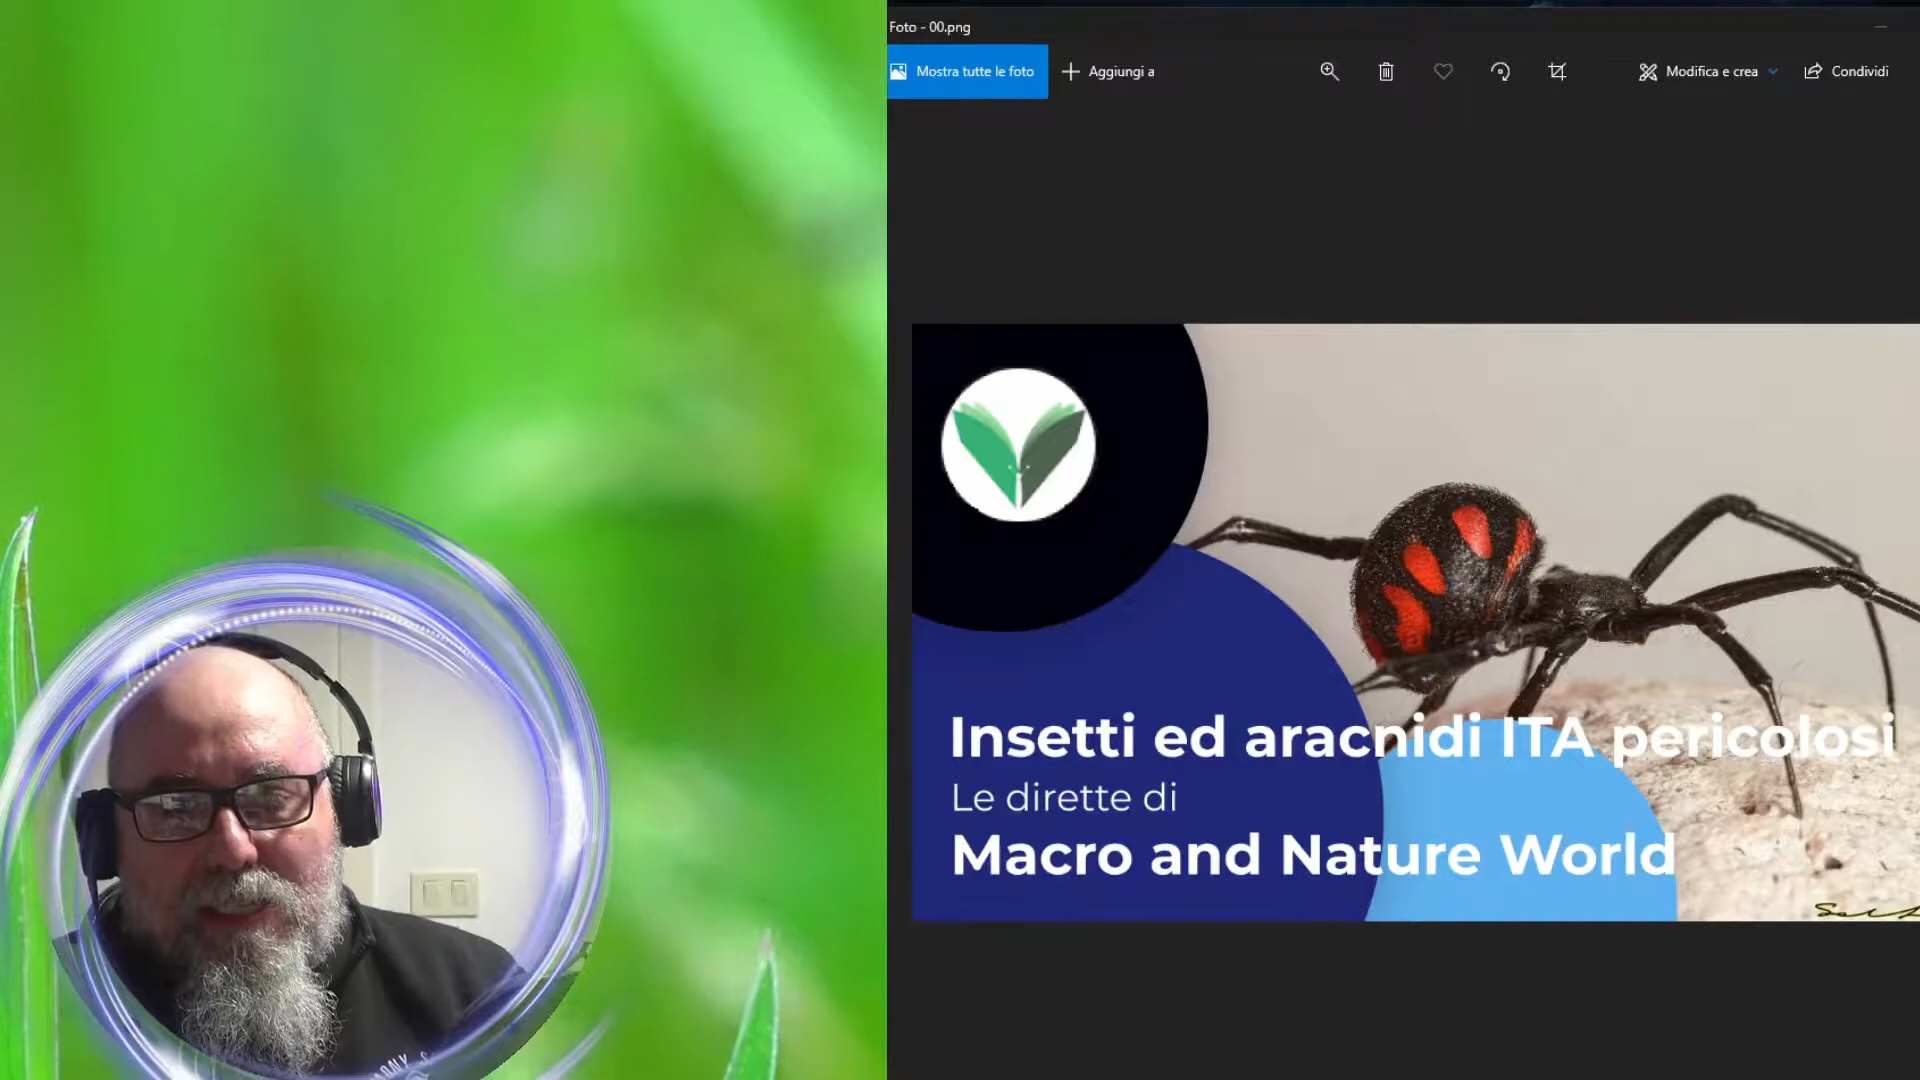 Foto - 00.png
Mostra tutte le foto
Aggiungi a
Modifica e crea
Condividi
Insetti ed aracnidi ITA pericolosi
Le dirette di
Macro and Nature World